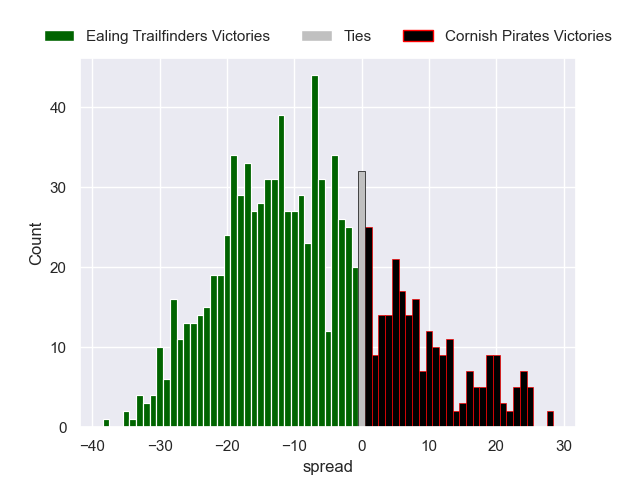 Ealing Trailfinders Victories Ties Cornish Pirates Victories
40
30
20
10
0
Count
−40 −30 −20 −10 0 10 20 30
spread